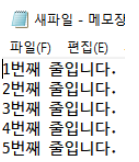 새파일 - 메모장
파일(F) 편집(E)
1번째 줄입니다.
2번째 줄입니다.
3번째 줄입니다.
4번째 줄입니다.
5번째 줄입니다.